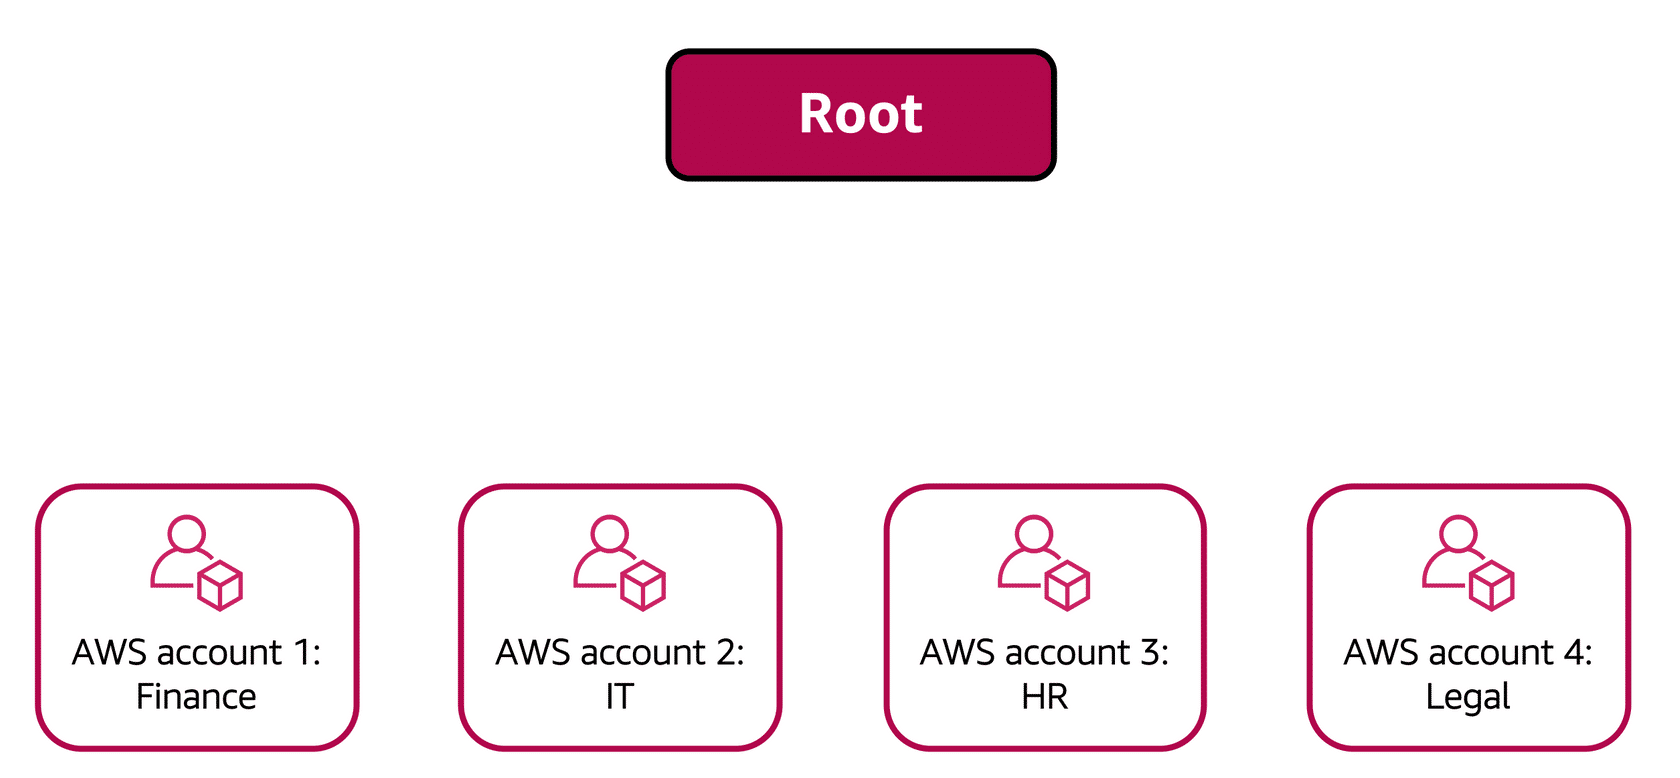 Root
AWS account 1:
Finance
AWS account 2:
IT
AWS account 3:
HR
AWS account 4:
Legal